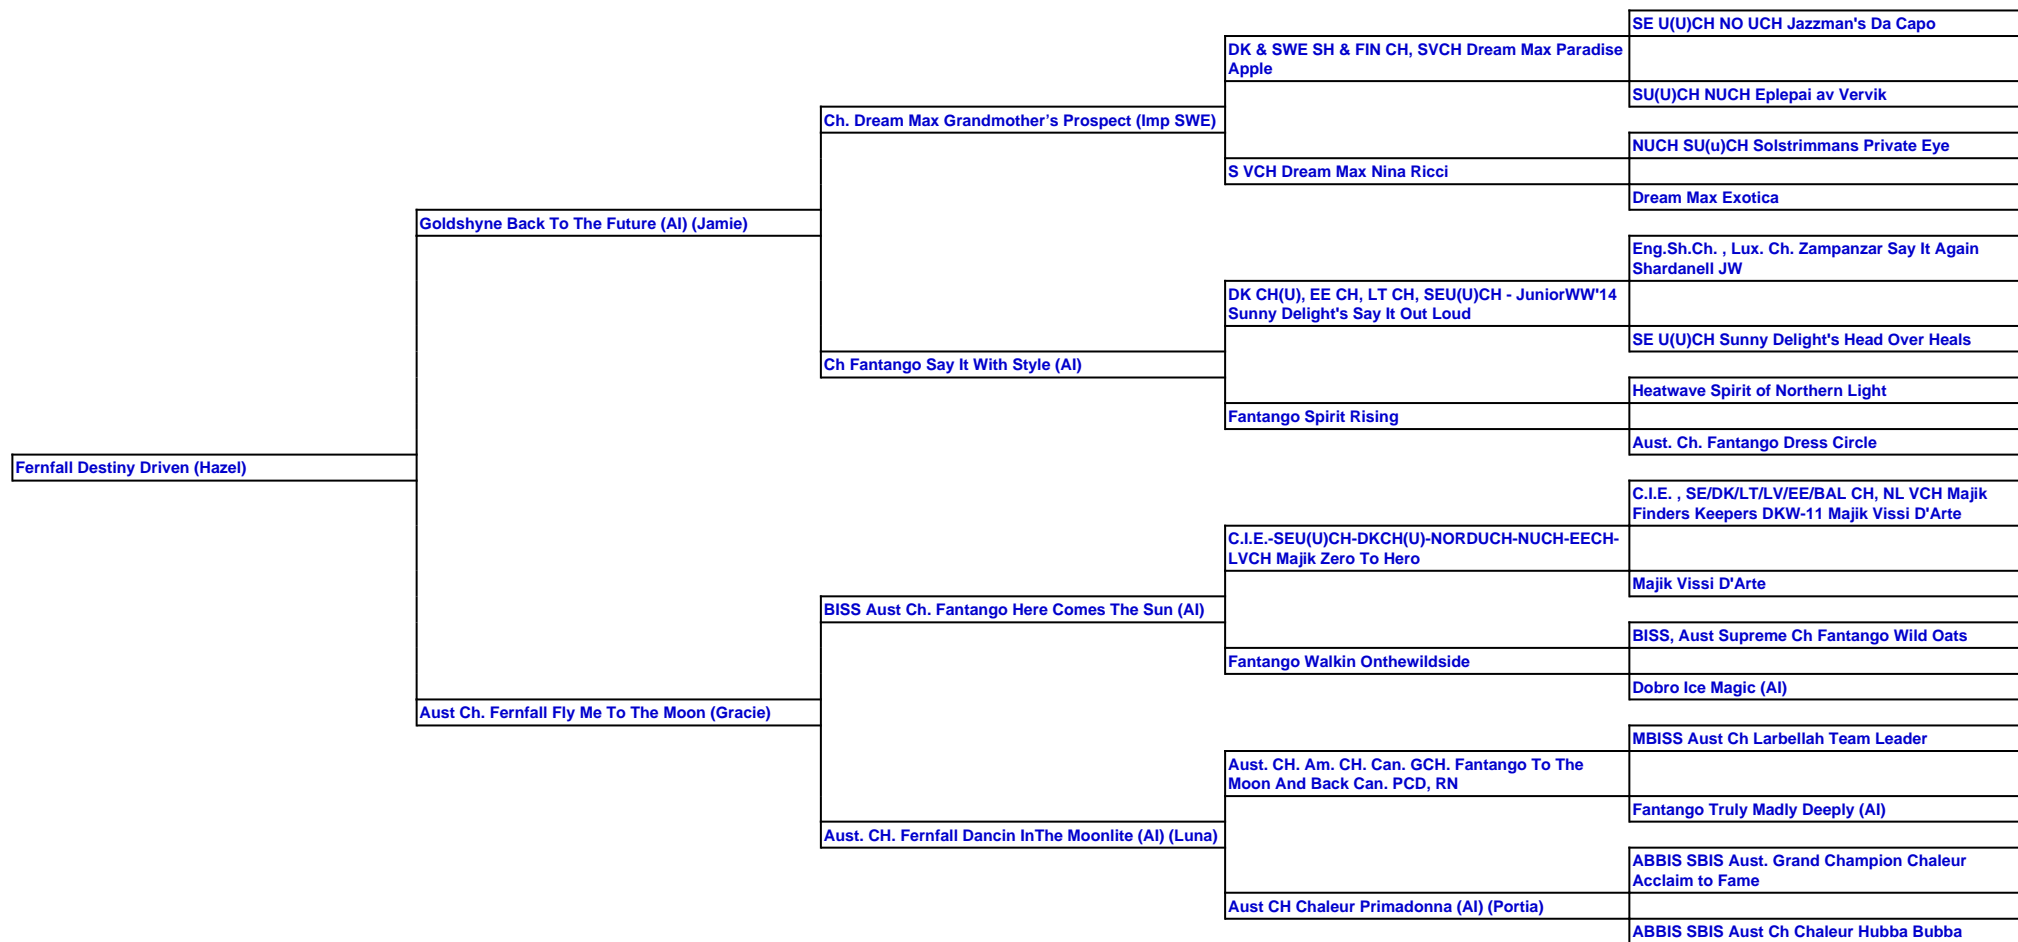 SE U(U)CH NO UCH Jazzman's Da Capo
DK & SWE SH & FIN CH, SVCH Dream Max Paradise
Apple
SU(U)CH NUCH Eplepai av Vervik
Ch. Dream Max Grandmother’s Prospect (Imp SWE)
NUCH SU(u)CH Solstrimmans Private Eye
S VCH Dream Max Nina Ricci
Dream Max Exotica
Goldshyne Back To The Future (AI) (Jamie)
Eng.Sh.Ch. , Lux. Ch. Zampanzar Say It Again
Shardanell JW
DK CH(U), EE CH, LT CH, SEU(U)CH - JuniorWW'14
Sunny Delight's Say It Out Loud
SE U(U)CH Sunny Delight's Head Over Heals
Ch Fantango Say It With Style (AI)
Heatwave Spirit of Northern Light
Fantango Spirit Rising
Aust. Ch. Fantango Dress Circle
Fernfall Destiny Driven (Hazel)
C.I.E. , SE/DK/LT/LV/EE/BAL CH, NL VCH Majik
Finders Keepers DKW-11 Majik Vissi D'Arte
C.I.E.-SEU(U)CH-DKCH(U)-NORDUCH-NUCH-EECH-
LVCH Majik Zero To Hero
Majik Vissi D'Arte
BISS Aust Ch. Fantango Here Comes The Sun (AI)
BISS, Aust Supreme Ch Fantango Wild Oats
Fantango Walkin Onthewildside
Dobro Ice Magic (AI)
Aust Ch. Fernfall Fly Me To The Moon (Gracie)
MBISS Aust Ch Larbellah Team Leader
Aust. CH. Am. CH. Can. GCH. Fantango To The
Moon And Back Can. PCD, RN
Fantango Truly Madly Deeply (AI)
Aust. CH. Fernfall Dancin InThe Moonlite (AI) (Luna)
ABBIS SBIS Aust. Grand Champion Chaleur
Acclaim to Fame
Aust CH Chaleur Primadonna (AI) (Portia)
ABBIS SBIS Aust Ch Chaleur Hubba Bubba